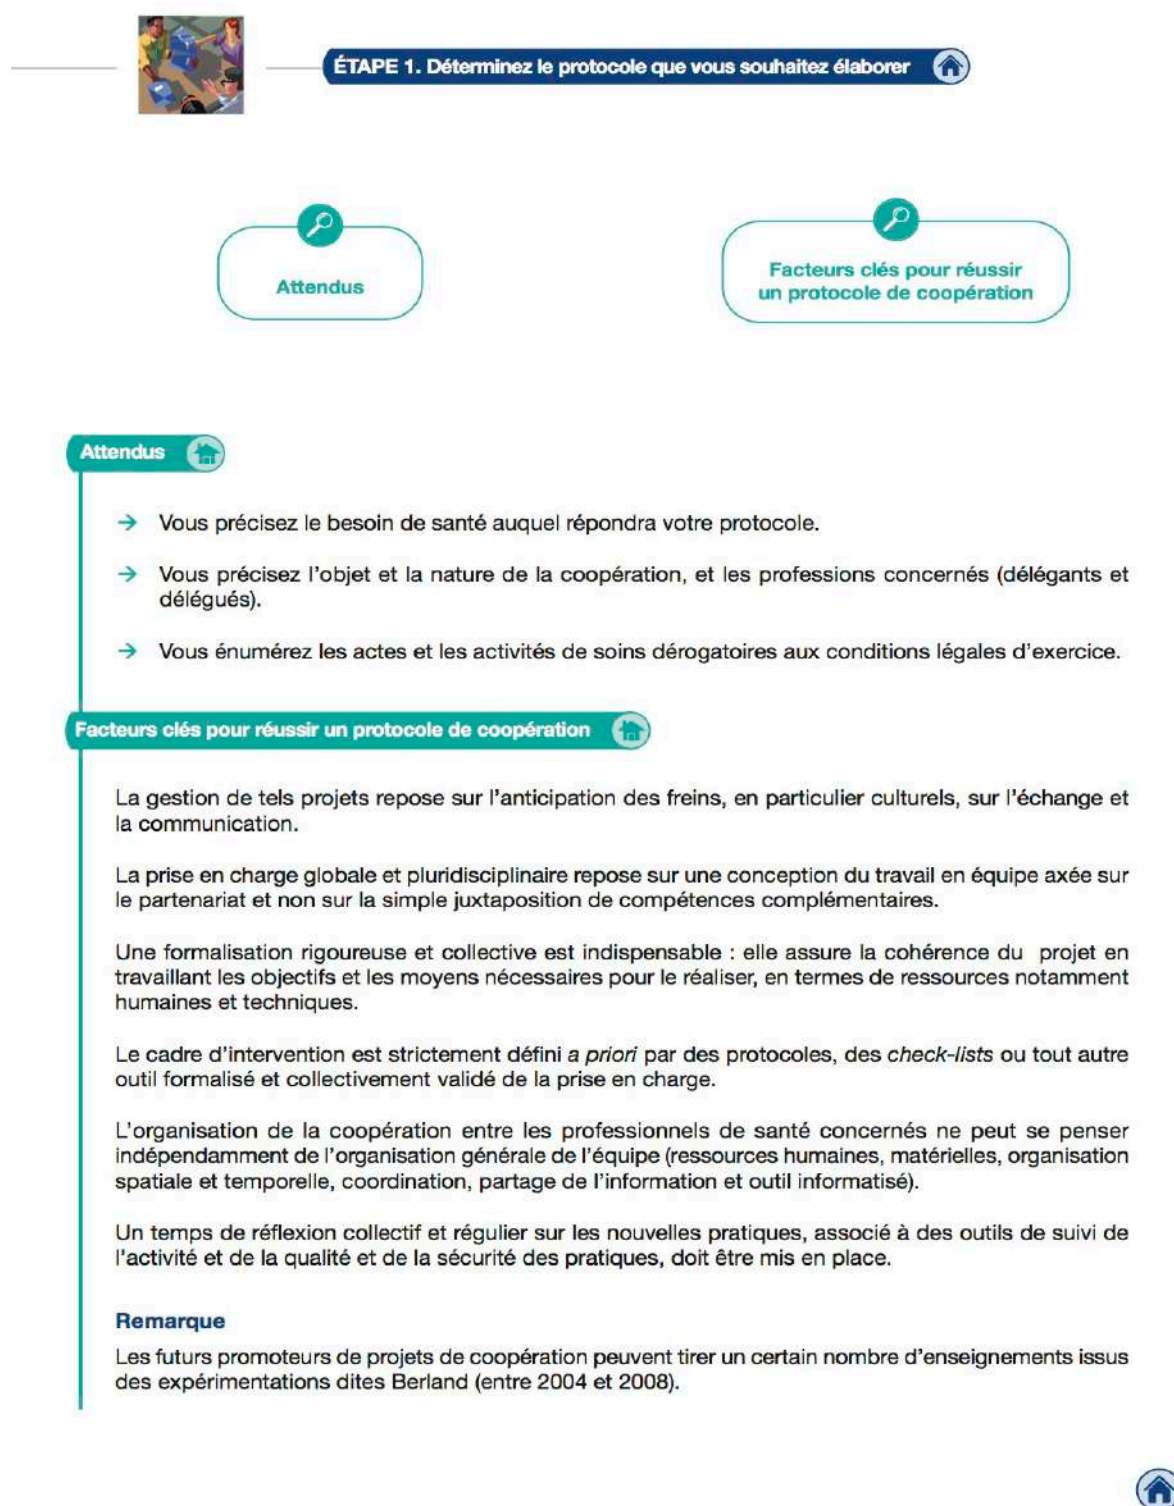 ÉTAPE 1. Déterminez le protocole que vous souhaitez élaborer
Attendus
Facteurs clés pour réussir
un protocole de coopération
Attendus
→ Vous précisez le besoin de santé auquel répondra votre protocole.
→ Vous précisez l'objet et la nature de la coopération, et les professions concernés (délégants et
délégués).
→ Vous énumérez les actes et les activités de soins dérogatoires aux conditions légales d'exercice.
Facteurs clés pour réussir un protocole de coopération
La gestion de tels projets repose sur l'anticipation des freins, en particulier culturels, sur l'échange et
la communication.
La prise en charge globale et pluridisciplinaire repose sur une conception du travail en équipe axée sur
le partenariat et non sur la simple juxtaposition de compétences complémentaires.
Une formalisation rigoureuse et collective est indispensable : elle assure la cohérence du projet en
travaillant les objectifs et les moyens nécessaires pour le réaliser, en termes de ressources notamment
humaines et techniques.
Le cadre d'intervention est strictement défini a priori par des protocoles, des check-lists ou tout autre
outil formalisé et collectivement validé de la prise en charge.
L'organisation de la coopération entre les professionnels de santé concernés ne peut se penser
indépendamment de l'organisation générale de l'équipe (ressources humaines, matérielles, organisation
spatiale et temporelle, coordination, partage de l'information et outil informatisé).
Un temps de réflexion collectif et régulier sur les nouvelles pratiques, associé à des outils de suivi de
l'activité et de la qualité et de la sécurité des pratiques, doit être mis en place.
Remarque
Les futurs promoteurs de projets de coopération peuvent tirer un certain nombre d'enseignements issus
des expérimentations dites Berland (entre 2004 et 2008).